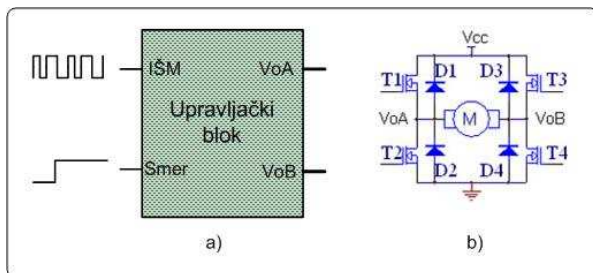 IŠM
VoA
Upravljački
blok
Smer
VoB
a)
Vcc
T1
D1
D3
T3
VoA
M
VoB
T2
D2
D4
T4
b)